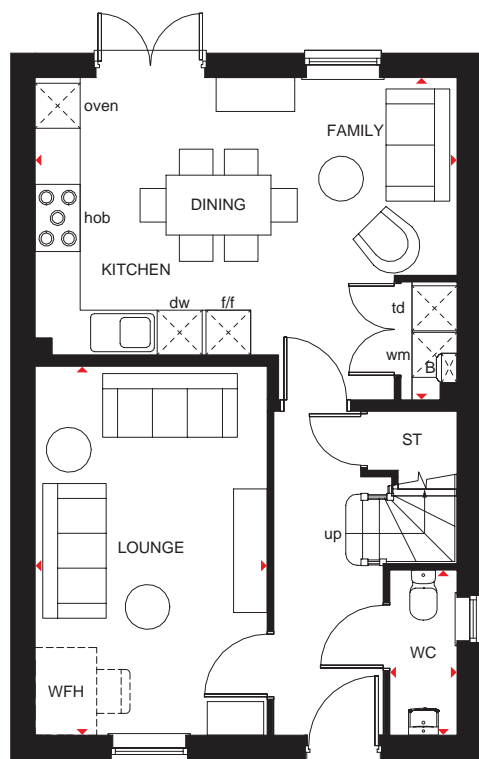 oven
FAMILY
DINING
hob
KITCHEN
dw
f/f
td
wm
B
ST
up
LOUNGE
WC
WFH